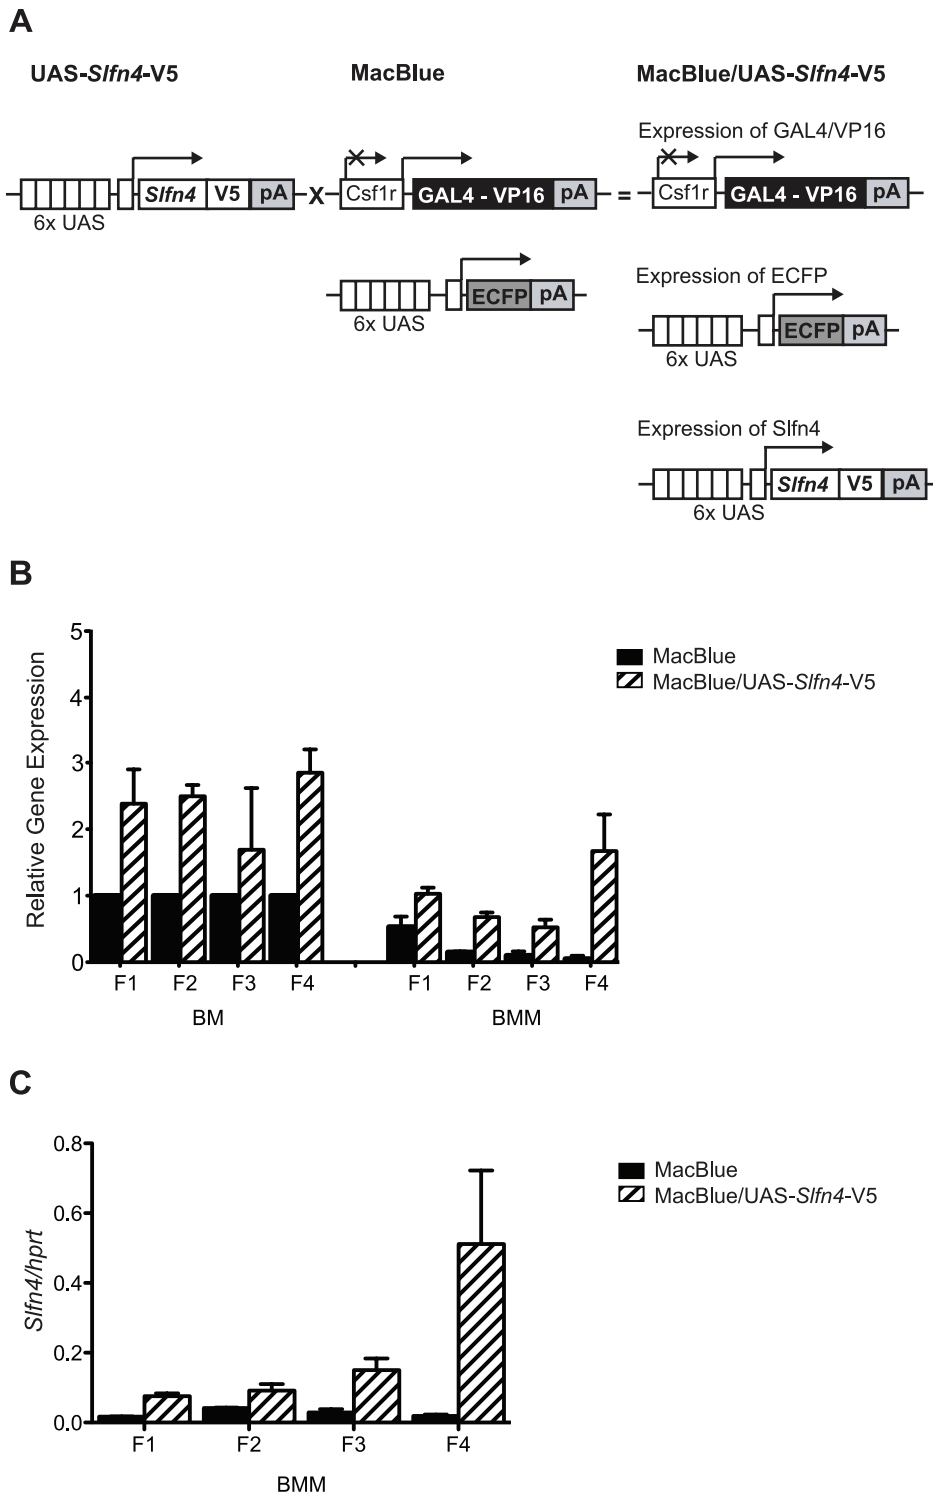 A
UAS-Slfn4-V5 MacBlue MacBlue/UAS-Slfn4-V5
Expression of GAL4/VP16
Slfn4 V5 pA X Csf1r GAL4 - VP16 pA = Csf1r GAL4 - VP16 pA
6x UAS
Expression of ECFP
ECFP pA
6x UAS
ECFP pA
6x UAS
Expression of Slfn4
Slfn4 V5 pA
6x UAS
B
Relative Gene Expression
5
4
3
2
1
0
MacBlue
MacBlue/UAS-Slfn4-V5
F1 F2 F3 F4 F1 F2 F3 F4
BM BMM
C
Slfn4/hprt
0.8
0.6
0.4
0.2
0.0
MacBlue
MacBlue/UAS-Slfn4-V5
F1 F2 F3 F4
BMM